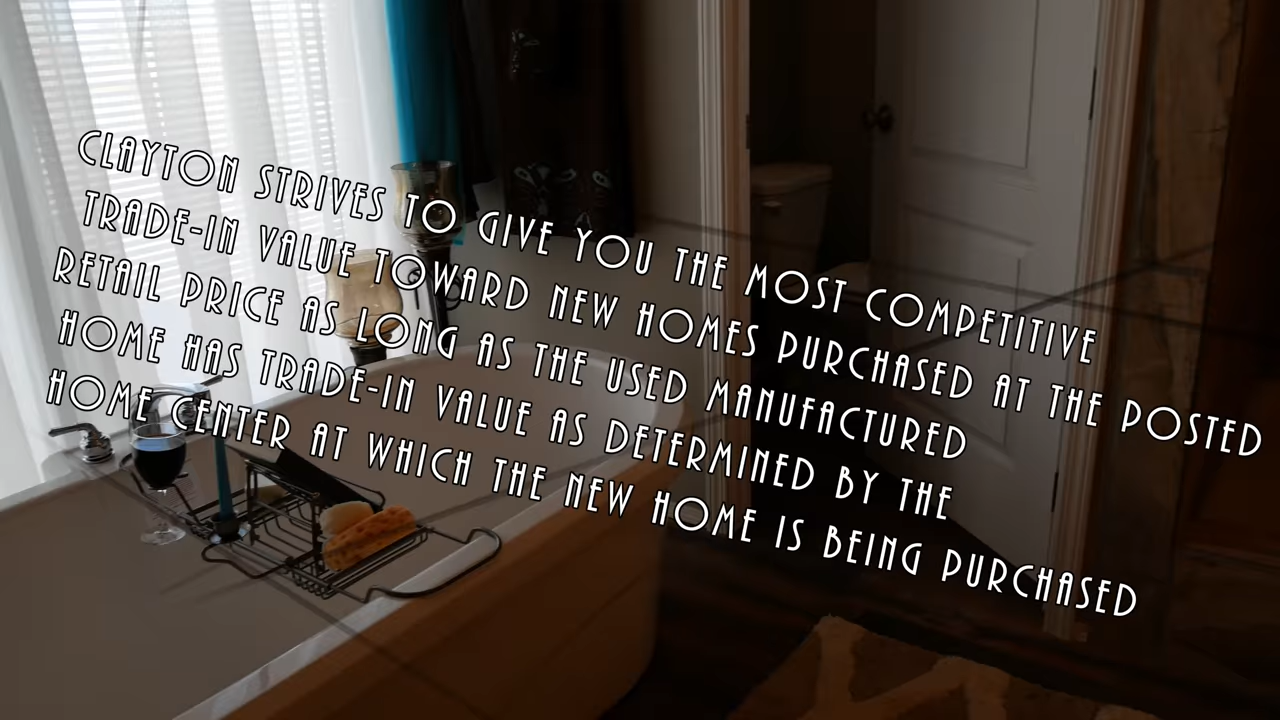 CLAYTON STRIVES TO GIVE YOU THE MOST COMPETITIVE
TRADE-IN VALUE TOWARD NEW HOMES PURCHASED AT THE POSTED
RETAIL PRICE AS LONG AS THE USED MANUFACTURED
HOME HAS TRADE-IN VALUE AS DETERMINED BY THE
HOME CENTER AT WHICH THE NEW HOME IS BEING PURCHASED